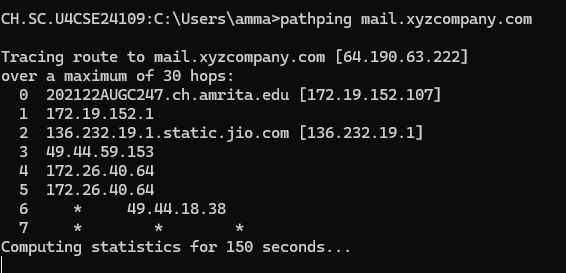 CH.SC.U4CSE24109:C:\Users\amma>pathping mail.xyzcompany.com
Tracing route to mail.xyzcompany.com [64.190.63.222]
over a maximum of 30 hops:
  0  202122AUGC247.ch.amrita.edu [172.19.152.107]
  1  172.19.152.1
  2  136.232.19.1.static.jio.com [136.232.19.1]
  3  49.44.59.153
  4  172.26.40.64
  5  172.26.40.64
  6     *     49.44.18.38
  7     *        *        *
Computing statistics for 150 seconds...